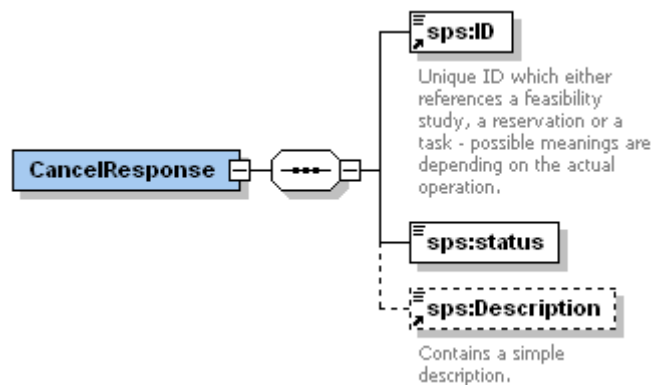 sps:ID
Unique ID which either
references a feasibility
study, a reservation or a
task - possible meanings are
depending on the actual
operation.
CancelResponse
sps:status
sps:Description
Contains a simple
description.